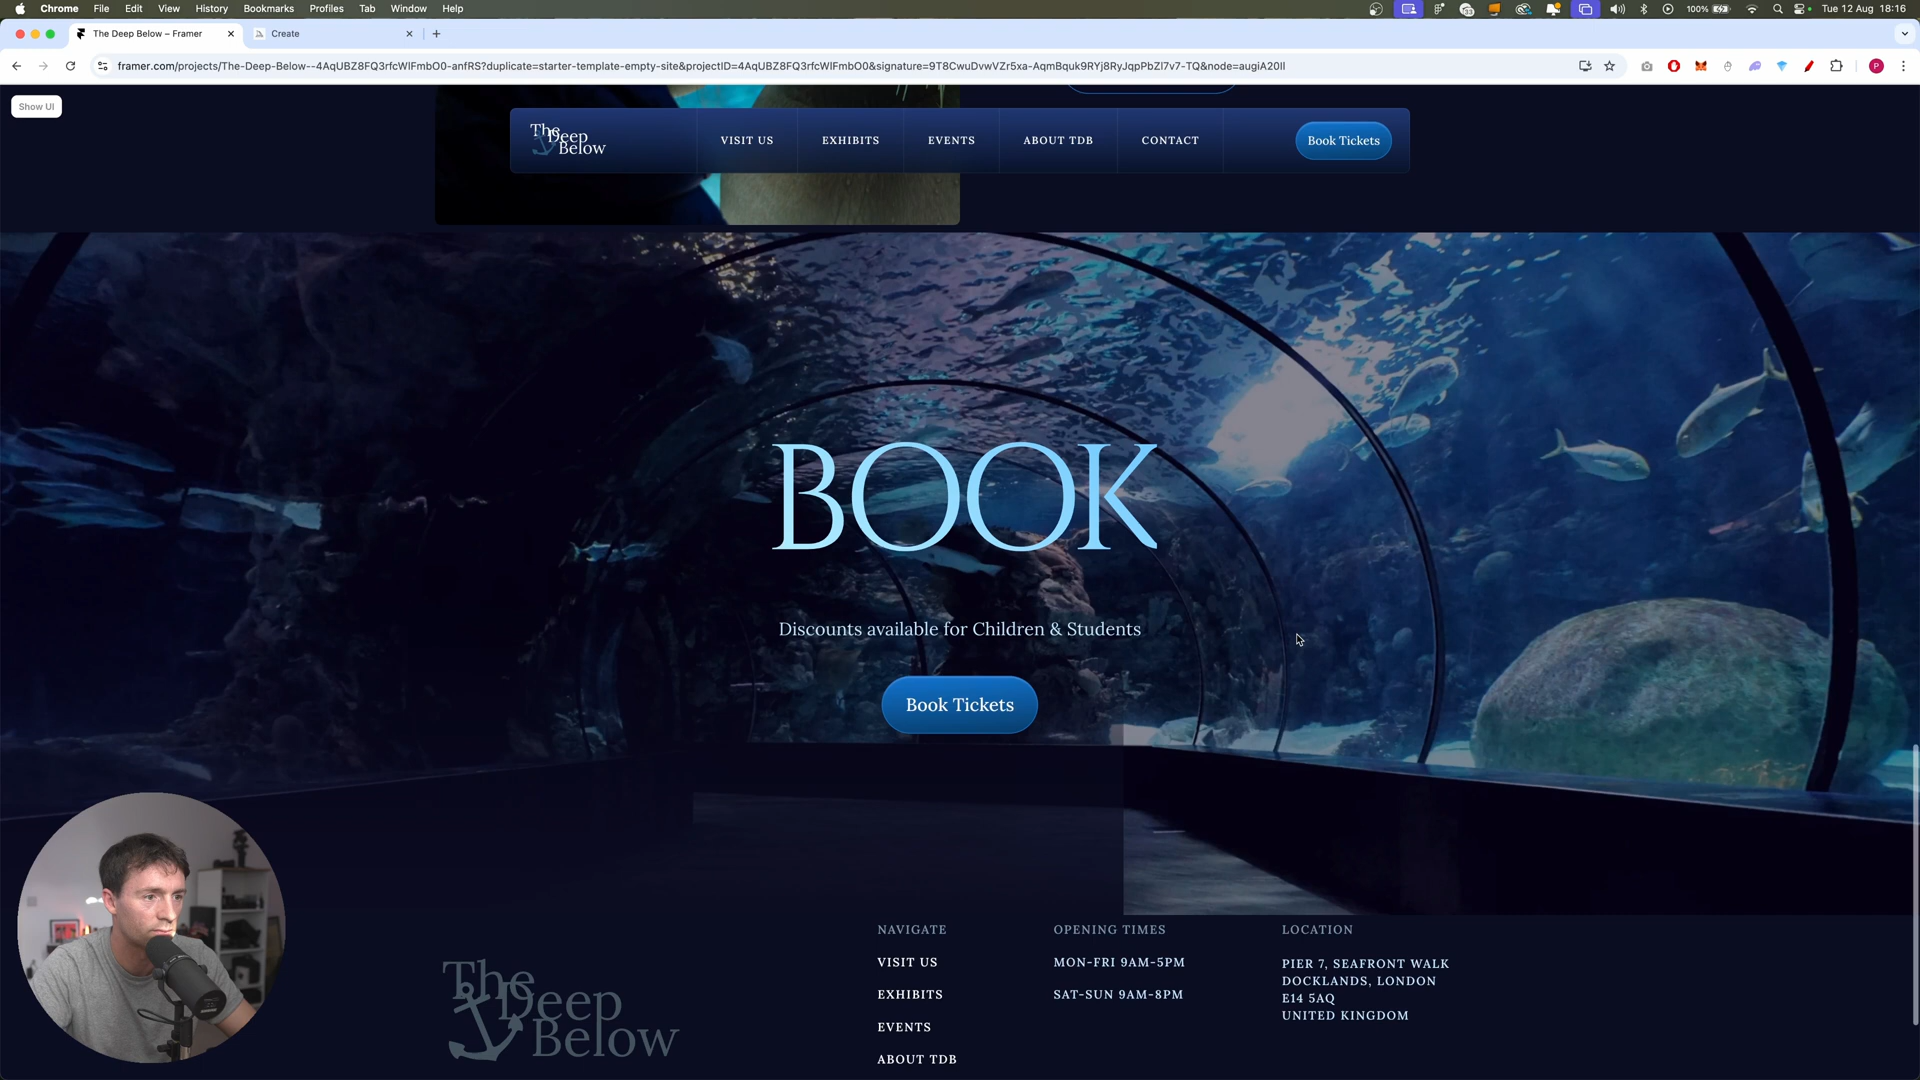 Chrome File Edit View History Bookmarks Profiles Tab Window Help
100% Tue 12 Aug 18:16
The Deep Below – Framer
Create
framer.com/projects/The-Deep-Below--4AqUBZ8FQ3rfcWlFmbO0-anfRS?duplicate=starter-template-empty-site&projectID=4AqUBZ8FQ3rfcWlFmbO0&signature=9T8CwuDvwVZr5xa-AqmBquk9RYj8RyJqpPbZl7v7-TQ&node=augiA20Il
Show UI
The
Deep
Below
VISIT US
EXHIBITS
EVENTS
ABOUT TDB
CONTACT
Book Tickets
BOOK
Discounts available for Children & Students
Book Tickets
The
Deep
Below
NAVIGATE
VISIT US
EXHIBITS
EVENTS
ABOUT TDB
OPENING TIMES
MON-FRI 9AM-5PM
SAT-SUN 9AM-8PM
LOCATION
PIER 7, SEAFRONT WALK
DOCKLANDS, LONDON
E14 5AQ
UNITED KINGDOM